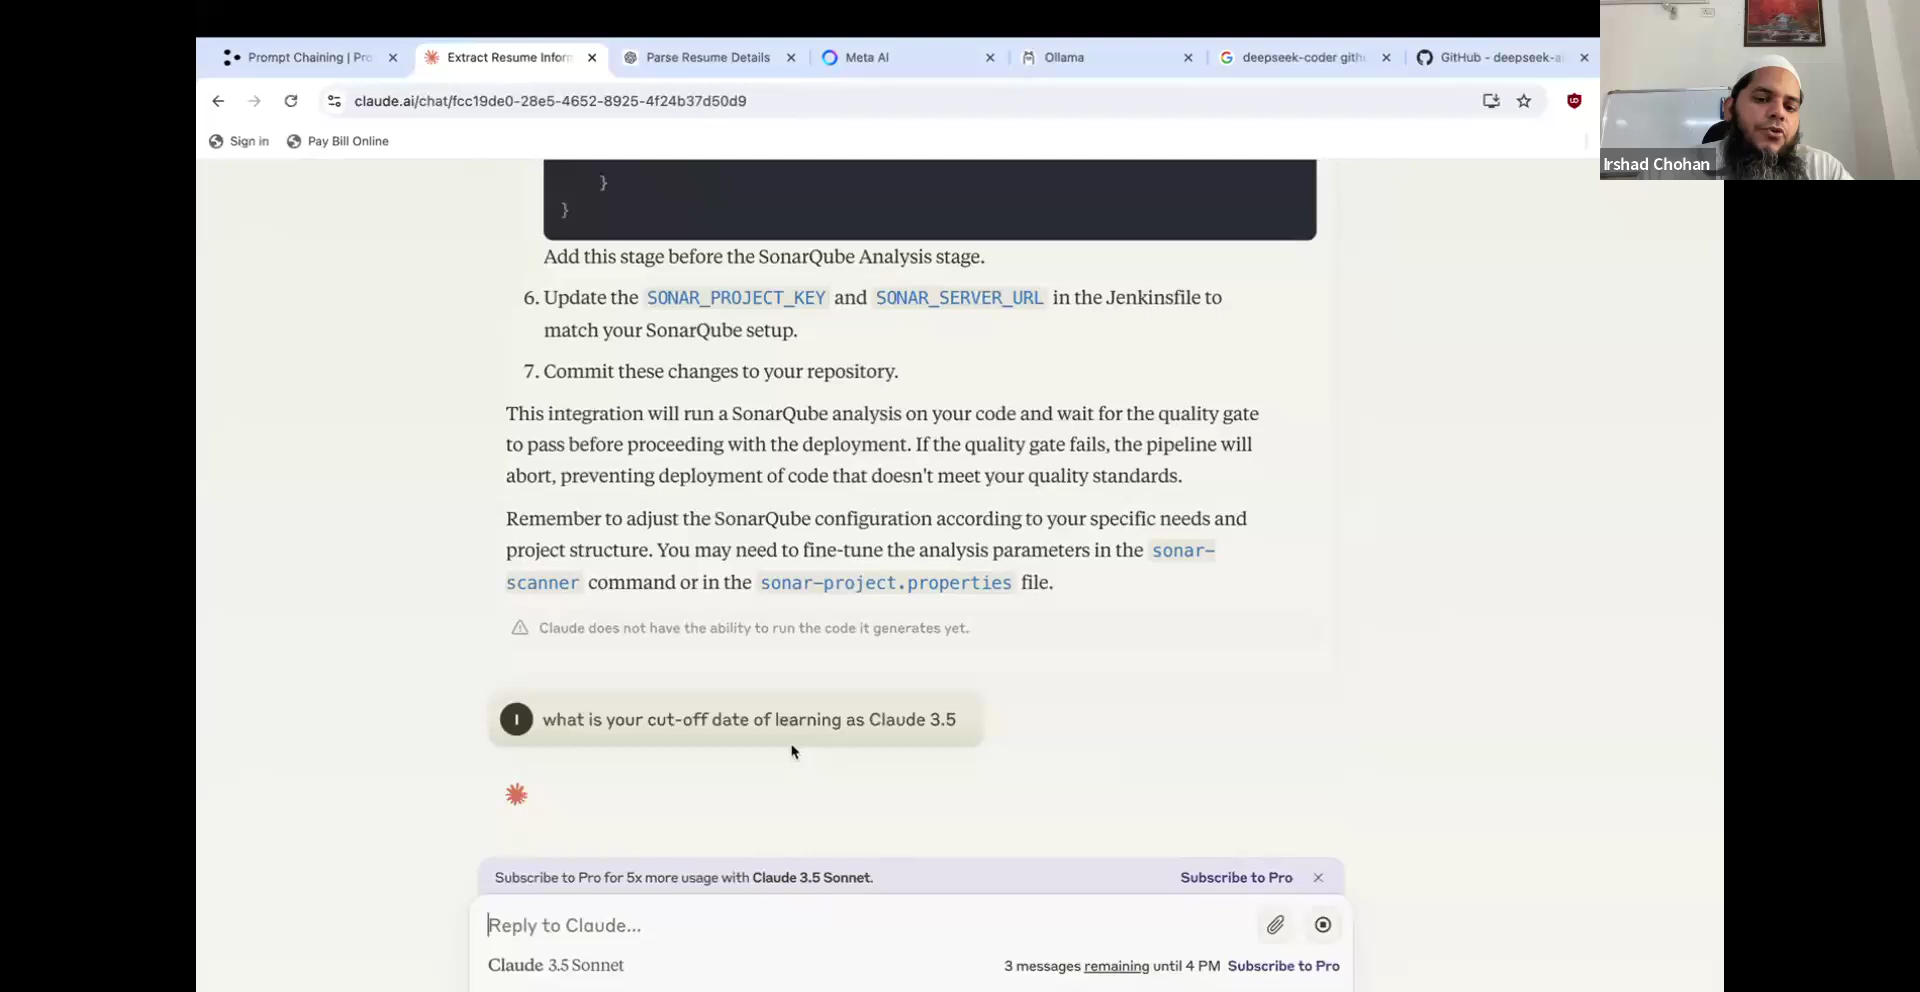 Prompt Chaining | Pro
Extract Resume Inform
Parse Resume Details
Meta AI
Ollama
deepseek-coder gith
GitHub - deepseek-a
claude.ai/chat/fcc19de0-28e5-4652-8925-4f24b37d50d9
Sign in
Pay Bill Online
Irshad Chohan
}
}
Add this stage before the SonarQube Analysis stage.
6. Update the SONAR_PROJECT_KEY and SONAR_SERVER_URL in the Jenkinsfile to
match your SonarQube setup.
7. Commit these changes to your repository.
This integration will run a SonarQube analysis on your code and wait for the quality gate
to pass before proceeding with the deployment. If the quality gate fails, the pipeline will
abort, preventing deployment of code that doesn't meet your quality standards.
Remember to adjust the SonarQube configuration according to your specific needs and
project structure. You may need to fine-tune the analysis parameters in the sonar-
scanner command or in the sonar-project.properties file.
Claude does not have the ability to run the code it generates yet.
I what is your cut-off date of learning as Claude 3.5
Subscribe to Pro for 5x more usage with Claude 3.5 Sonnet. Subscribe to Pro
Reply to Claude...
Claude 3.5 Sonnet
3 messages remaining until 4 PM Subscribe to Pro